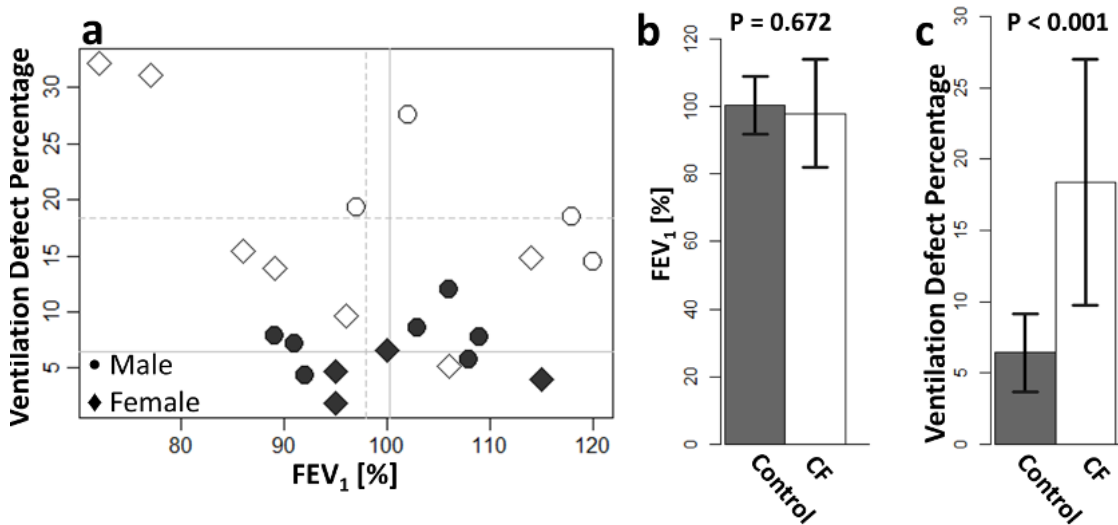 a
Ventilation Defect Percentage
30
25
20
15
10
5
Male
Female
80 90 100 110 120
FEV₁ [%]
b
P = 0.672
FEV₁ [%]
120
100
80
60
40
20
0
Control
CF
c
P < 0.001
Ventilation Defect Percentage
30
25
20
15
10
5
0
Control
CF